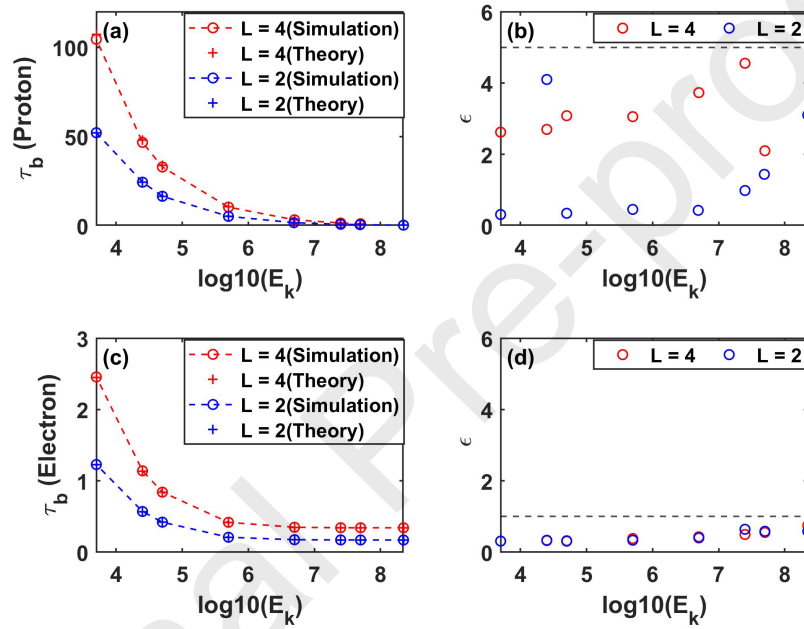 (a)
L = 4(Simulation)
L = 4(Theory)
L = 2(Simulation)
L = 2(Theory)
100
50
0
4 5 6 7 8
τb (Proton)
log10(Ek)
(b)
L = 4 L = 2
6
4
2
0
4 5 6 7 8
ϵ
log10(Ek)
(c)
L = 4(Simulation)
L = 4(Theory)
L = 2(Simulation)
L = 2(Theory)
3
2
1
0
4 5 6 7 8
τb (Electron)
log10(Ek)
(d)
L = 4 L = 2
6
4
2
0
4 5 6 7 8
ϵ
log10(Ek)
al Pre-pro